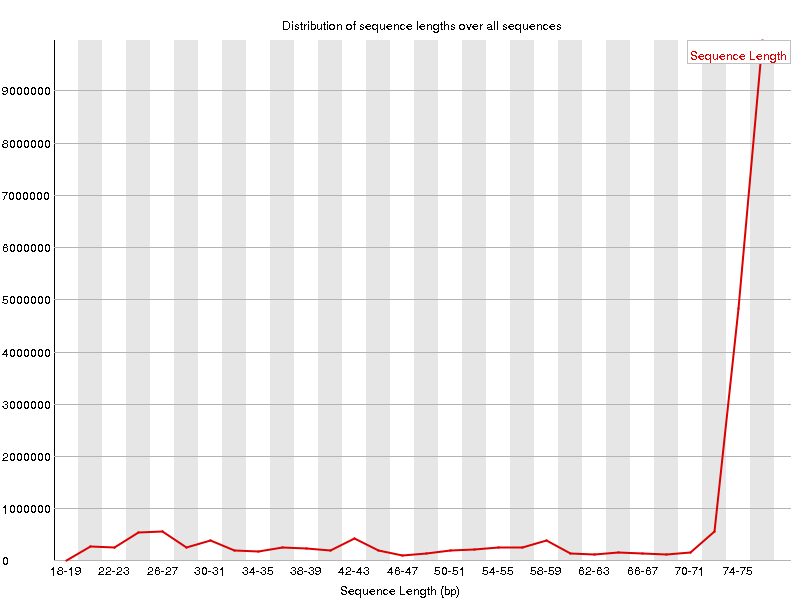 Distribution of sequence lengths over all sequences
Sequence Length
9000000
8000000
7000000
6000000
5000000
4000000
3000000
2000000
1000000
0
18-19 22-23 26-27 30-31 34-35 38-39 42-43 46-47 50-51 54-55 58-59 62-63 66-67 70-71 74-75
Sequence Length (bp)